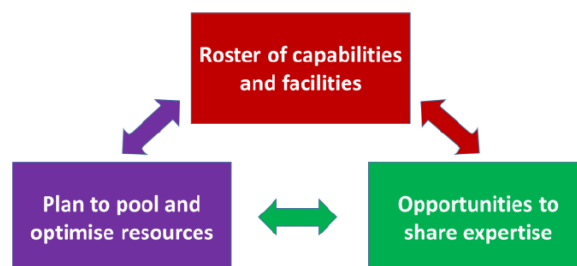 Roster of capabilities
and facilities
Plan to pool and
optimise resources
Opportunities to
share expertise